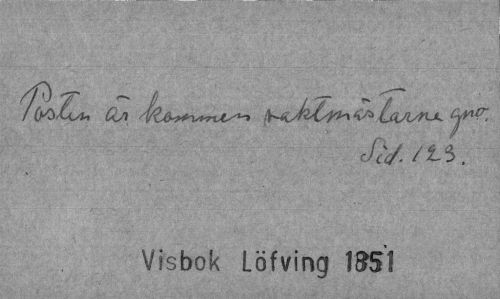 Posten är kommen vaktmästarne gno.
Sid. 123.
Visbok Löfving 1851